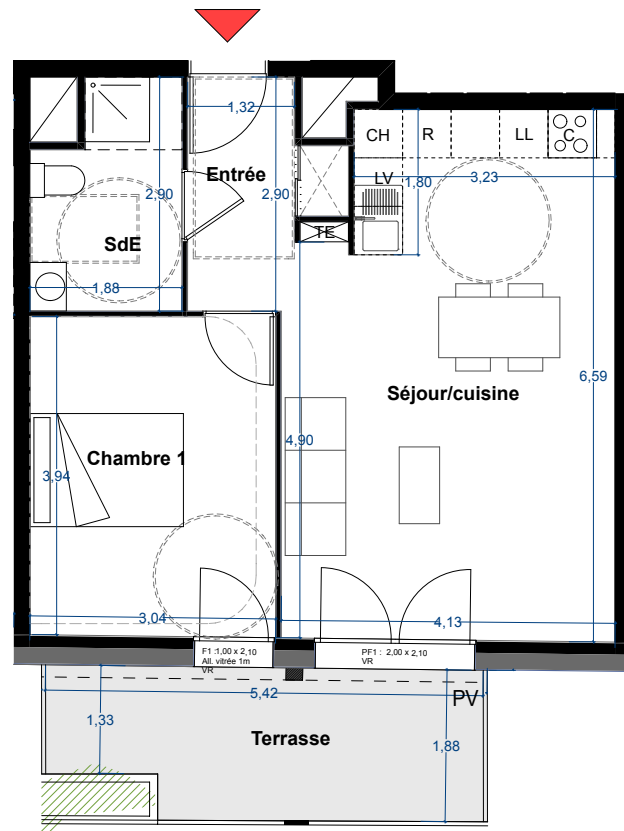 1,32
CH R LL C
Entrée
LV
2,90
2,90
1,80
3,23
TE
SdE
1,88
6,59
Séjour/cuisine
4,90
Chambre 1
3,94
3,04
4,13
F1 :1,00 x 2,10
All. vitrée 1m
VR
PF1 : 2,00 x 2,10
VR
5,42
PV
1,33
Terrasse
1,88